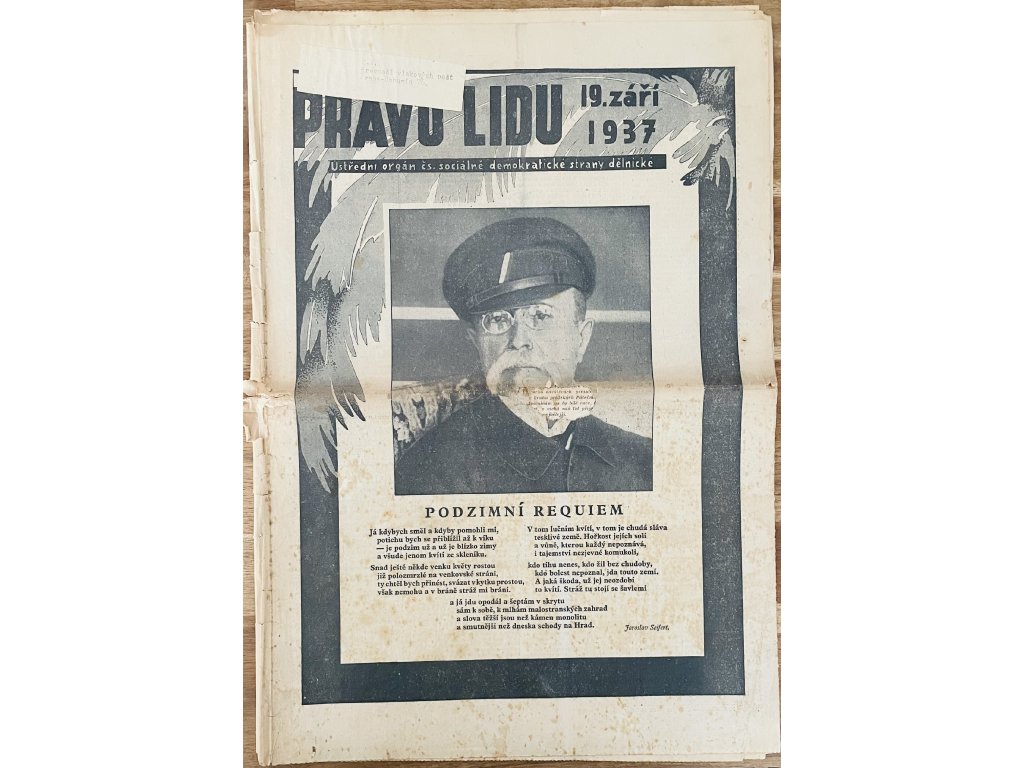 vlakových pošt
PRÁVO LIDU
19. září
1937
Ústřední orgán čs. sociálně demokratické strany dělnické
PODZIMNÍ REQUIEM
Já kdybych směl a kdyby pomohli mi,
potichu bych se přiblížil až k víku
— je podzim už a už je blízko zimy
a všude jenom kvítí ze skleníku.
Snad ještě někde venku květy rostou
již polozmrzlé na venkovské stráni,
ty chtěl bych přinést, svázat vkytku prostou,
však nemohu a v bráně stráž mi brání.
V tom lučním kvítí, v tom je chudá sláva
tesklivé země. Hořkost jejích solí
a vůně, kterou každý nepoznává,
i tajemství nezjevné komukoli,
kdo tíhu nenes, kdo žil bez chudoby,
kdé bolest nepoznal, jda touto zemí.
A jaká škoda, už jej neozdobí
to kvítí. Stráž tu stojí se šavlemi
a já jdu opodál a šeptám v skrytu
sám k sobě, k mlhám malostranských zahrad
a slova těžší jsou než kámen monolitu
a smutnější než dneska schody na Hrad.
Jaroslav Seifert.